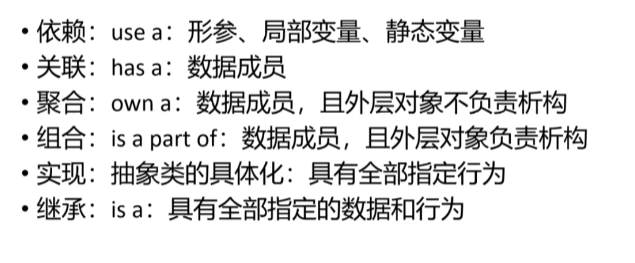 • 依赖：use a：形参、局部变量、静态变量
• 关联：has a：数据成员
• 聚合：own a：数据成员，且外层对象不负责析构
• 组合：is a part of：数据成员，且外层对象负责析构
• 实现：抽象类的具体化：具有全部指定行为
• 继承：is a：具有全部指定的数据和行为